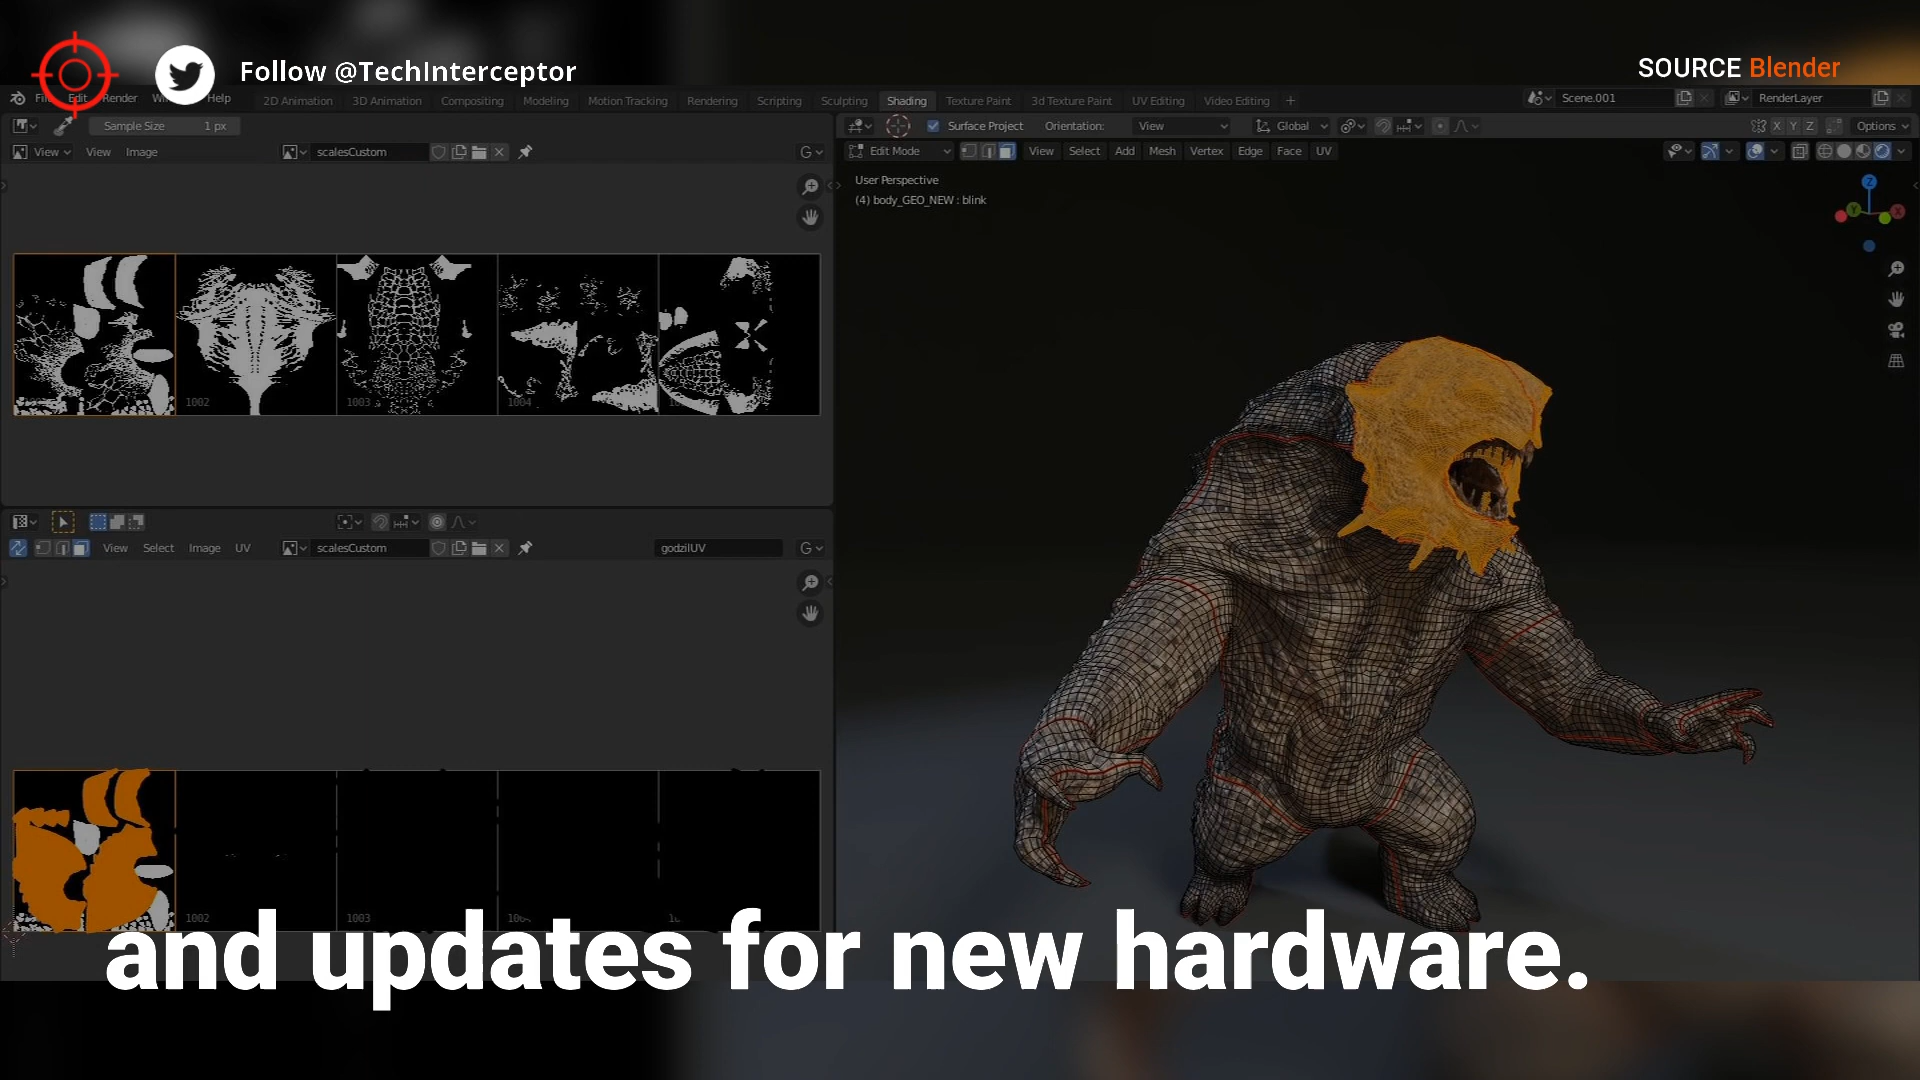 Follow @TechInterceptor
SOURCE Blender
Edit Render Help 2D Animation 3D Animation Compositing Modeling Motion Tracking Rendering Scripting Sculpting Shading Texture Paint 3d Texture Paint UV Editing Video Editing + Scene.001 RenderLayer
Sample Size 1 px
Surface Project Orientation: View Global X Y Z Options
View View Image scalesCustom G
Edit Mode View Select Add Mesh Vertex Edge Face UV
User Perspective
(4) body_GEO_NEW : blink
Z
Y X
1002 1003 1004
View Select Image UV scalesCustom godzilUV G
1002 1003
and updates for new hardware.